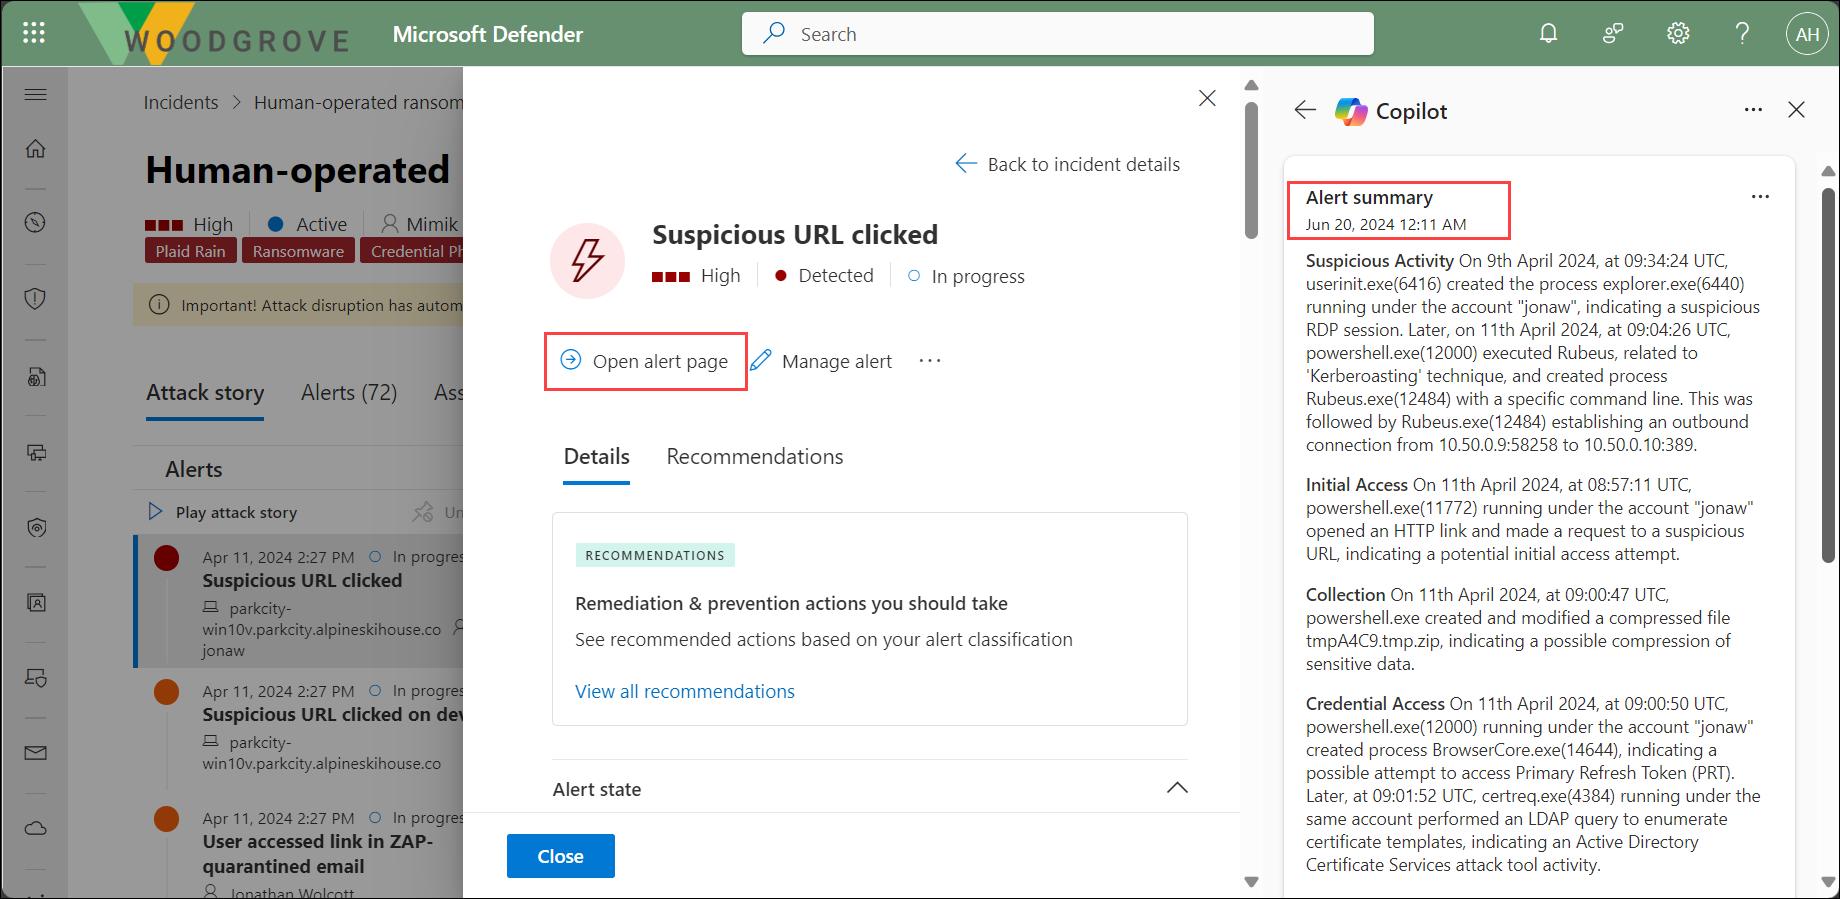 WOODGROVE
Microsoft Defender
Search
AH
Incidents > Human-operated ransom
Human-operated
High
Active
Mimik
Plaid Rain
Ransomware
Credential Ph
Important! Attack disruption has autom
Attack story
Alerts (72)
Ass
Alerts
Play attack story
Un
Apr 11, 2024 2:27 PM
In progress
Suspicious URL clicked
parkcity-
win10v.parkcity.alpineskihouse.co
jonaw
Apr 11, 2024 2:27 PM
In progress
Suspicious URL clicked on dev
parkcity-
win10v.parkcity.alpineskihouse.co
Apr 11, 2024 2:27 PM
In progress
User accessed link in ZAP-
quarantined email
Jonathan Wolcott
Back to incident details
Suspicious URL clicked
High
Detected
In progress
Open alert page
Manage alert
Details
Recommendations
RECOMMENDATIONS
Remediation & prevention actions you should take
See recommended actions based on your alert classification
View all recommendations
Alert state
Close
Copilot
Alert summary
Jun 20, 2024 12:11 AM
Suspicious Activity On 9th April 2024, at 09:34:24 UTC,
userinit.exe(6416) created the process explorer.exe(6440)
running under the account "jonaw", indicating a suspicious
RDP session. Later, on 11th April 2024, at 09:04:26 UTC,
powershell.exe(12000) executed Rubeus, related to
'Kerberoasting' technique, and created process
Rubeus.exe(12484) with a specific command line. This was
followed by Rubeus.exe(12484) establishing an outbound
connection from 10.50.0.9:58258 to 10.50.0.10:389.
Initial Access On 11th April 2024, at 08:57:11 UTC,
powershell.exe(11772) running under the account "jonaw"
opened an HTTP link and made a request to a suspicious
URL, indicating a potential initial access attempt.
Collection On 11th April 2024, at 09:00:47 UTC,
powershell.exe created and modified a compressed file
tmpA4C9.tmp.zip, indicating a possible compression of
sensitive data.
Credential Access On 11th April 2024, at 09:00:50 UTC,
powershell.exe(12000) running under the account "jonaw"
created process BrowserCore.exe(14644), indicating a
possible attempt to access Primary Refresh Token (PRT).
Later, at 09:01:52 UTC, certreq.exe(4384) running under the
same account performed an LDAP query to enumerate
certificate templates, indicating an Active Directory
Certificate Services attack tool activity.